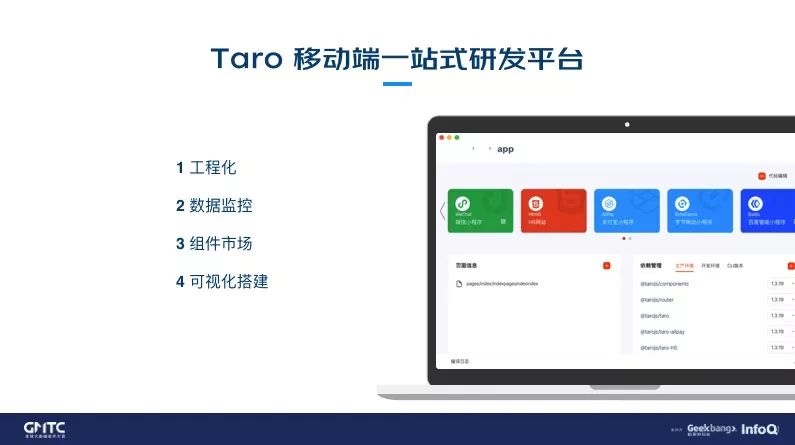 Taro 移动端一站式研发平台
1 工程化
2 数据监控
3 组件市场
4 可视化搭建
app
代码编辑
WeChat
微信小程序
Html5
H5网站
AliPay
支付宝小程序
ByteDance
字节跳动小程序
Baidu
百度智能小程序
页面信息
pages/index/indexpagesindexindex
依赖管理 生产环境 开发环境 CLI版本
@tarojs/components 1.3.19
@tarojs/router 1.3.19
@tarojs/taro 1.3.19
@tarojs/taro-alipay 1.3.19
@tarojs/taro-h5 1.3.19
编译日志
GMTC
全球大前端技术大会
Geekbang>.
极客邦科技
InfoQ